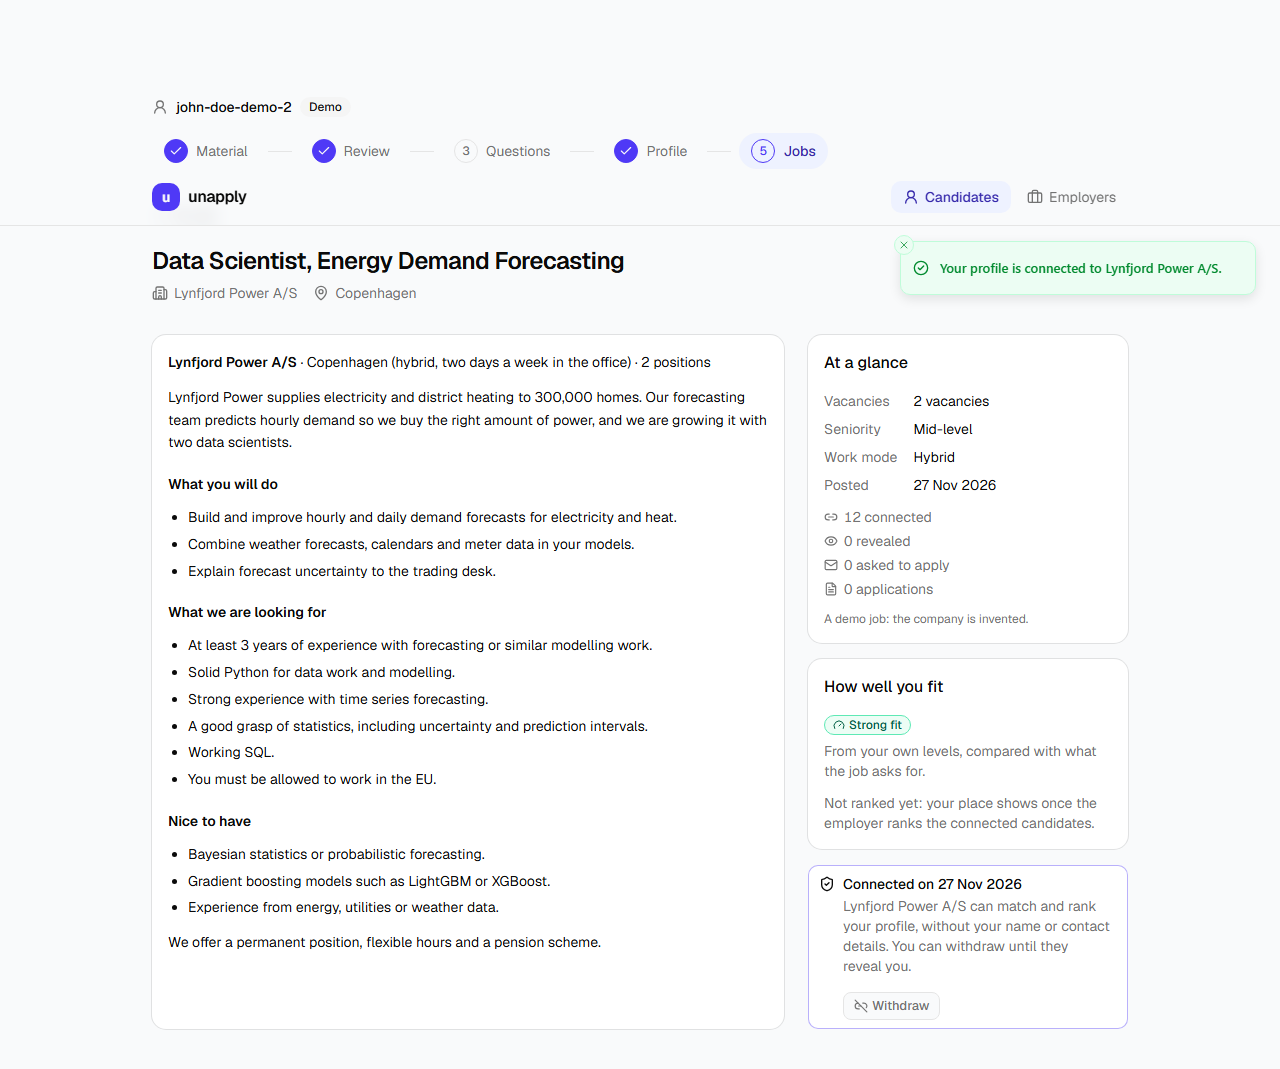 john-doe-demo-2 Demo
Material Review 3 Questions Profile 5 Jobs
u unapply Candidates Employers
Data Scientist, Energy Demand Forecasting
Your profile is connected to Lynfjord Power A/S.
Lynfjord Power A/S Copenhagen
Lynfjord Power A/S · Copenhagen (hybrid, two days a week in the office) · 2 positions
Lynfjord Power supplies electricity and district heating to 300,000 homes. Our forecasting
team predicts hourly demand so we buy the right amount of power, and we are growing it with
two data scientists.
What you will do
• Build and improve hourly and daily demand forecasts for electricity and heat.
• Combine weather forecasts, calendars and meter data in your models.
• Explain forecast uncertainty to the trading desk.
What we are looking for
• At least 3 years of experience with forecasting or similar modelling work.
• Solid Python for data work and modelling.
• Strong experience with time series forecasting.
• A good grasp of statistics, including uncertainty and prediction intervals.
• Working SQL.
• You must be allowed to work in the EU.
Nice to have
• Bayesian statistics or probabilistic forecasting.
• Gradient boosting models such as LightGBM or XGBoost.
• Experience from energy, utilities or weather data.
We offer a permanent position, flexible hours and a pension scheme.
At a glance
Vacancies 2 vacancies
Seniority Mid-level
Work mode Hybrid
Posted 27 Nov 2026
12 connected
0 revealed
0 asked to apply
0 applications
A demo job: the company is invented.
How well you fit
Strong fit
From your own levels, compared with what
the job asks for.
Not ranked yet: your place shows once the
employer ranks the connected candidates.
Connected on 27 Nov 2026
Lynfjord Power A/S can match and rank
your profile, without your name or contact
details. You can withdraw until they
reveal you.
Withdraw